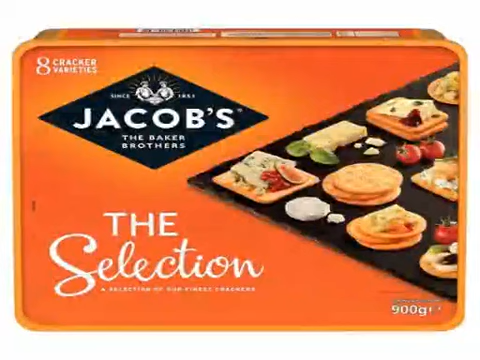 8 CRACKER
VARIETIES
SINCE 1851
JACOB'S
THE BAKER
BROTHERS
THE
Selection
A SELECTION OF OUR FINEST CRACKERS
900g e